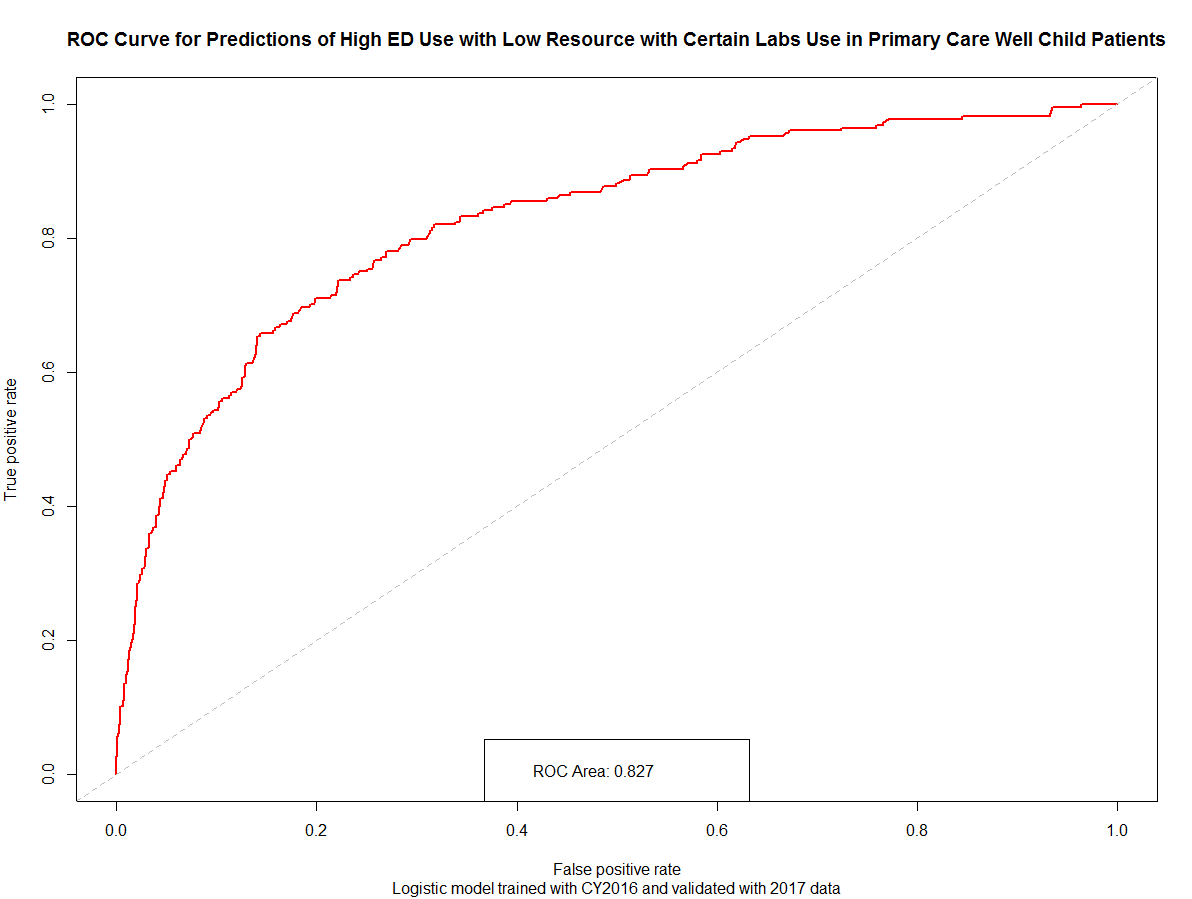 ROC Curve for Predictions of High ED Use with Low Resource with Certain Labs Use in Primary Care Well Child Patients
True positive rate
1.0
0.8
0.6
0.4
0.2
0.0
ROC Area: 0.827
0.0 0.2 0.4 0.6 0.8 1.0
False positive rate
Logistic model trained with CY2016 and validated with 2017 data